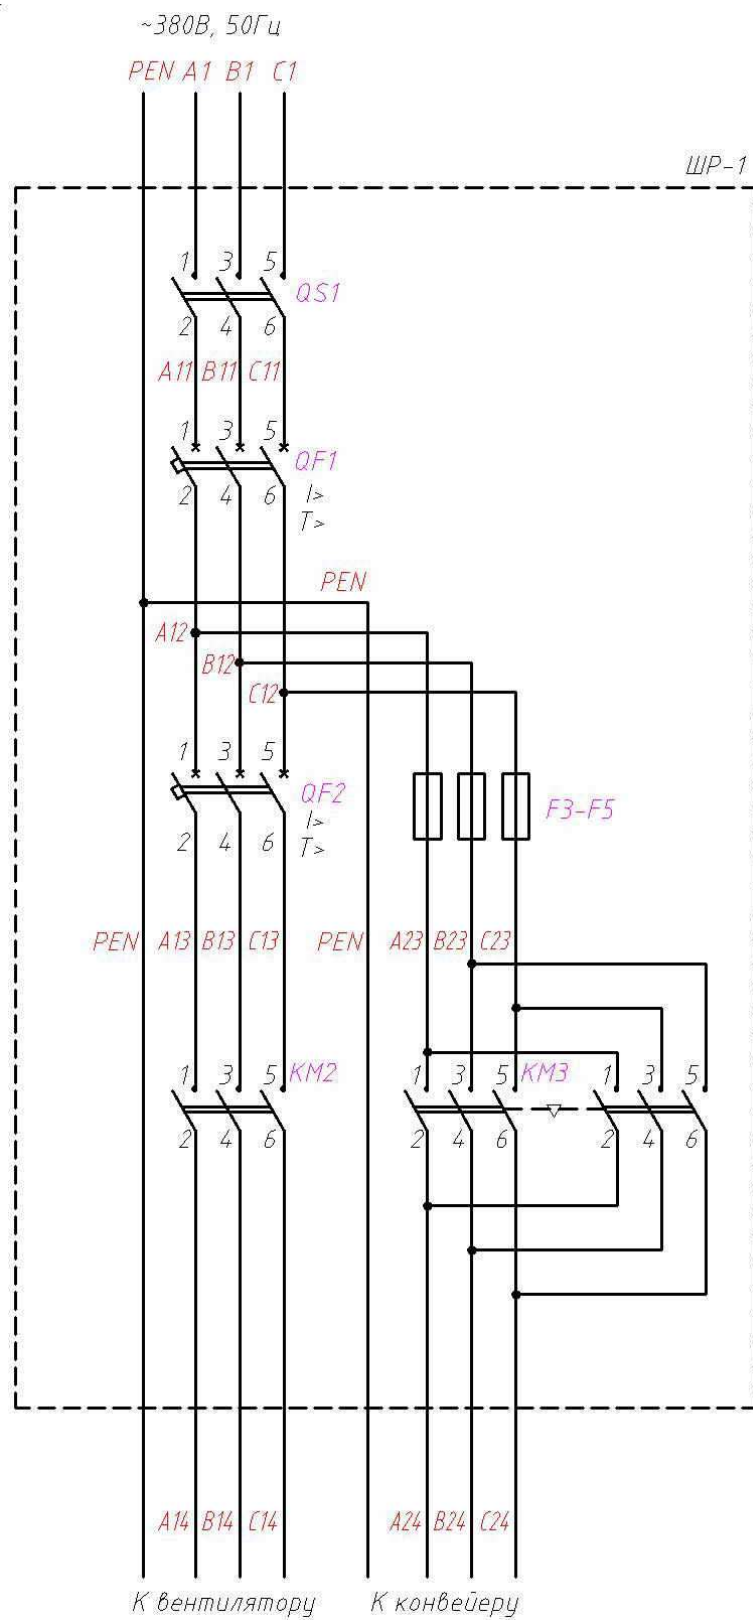 ~380В, 50Гц
PEN A1 B1 C1
ШР-1
1 3 5
QS1
2 4 6
A11 B11 C11
1 3 5
QF1
2 4 6 I>
T>
PEN
A12
B12
C12
1 3 5
QF2
F3-F5
I>
2 4 6 T>
PEN A13 B13 C13 PEN A23 B23 C23
1 3 5 KM2 1 3 5 KM3 1 3 5
2 4 6 2 4 6 2 4 6
A14 B14 C14 A24 B24 C24
К вентилятору К конвейеру